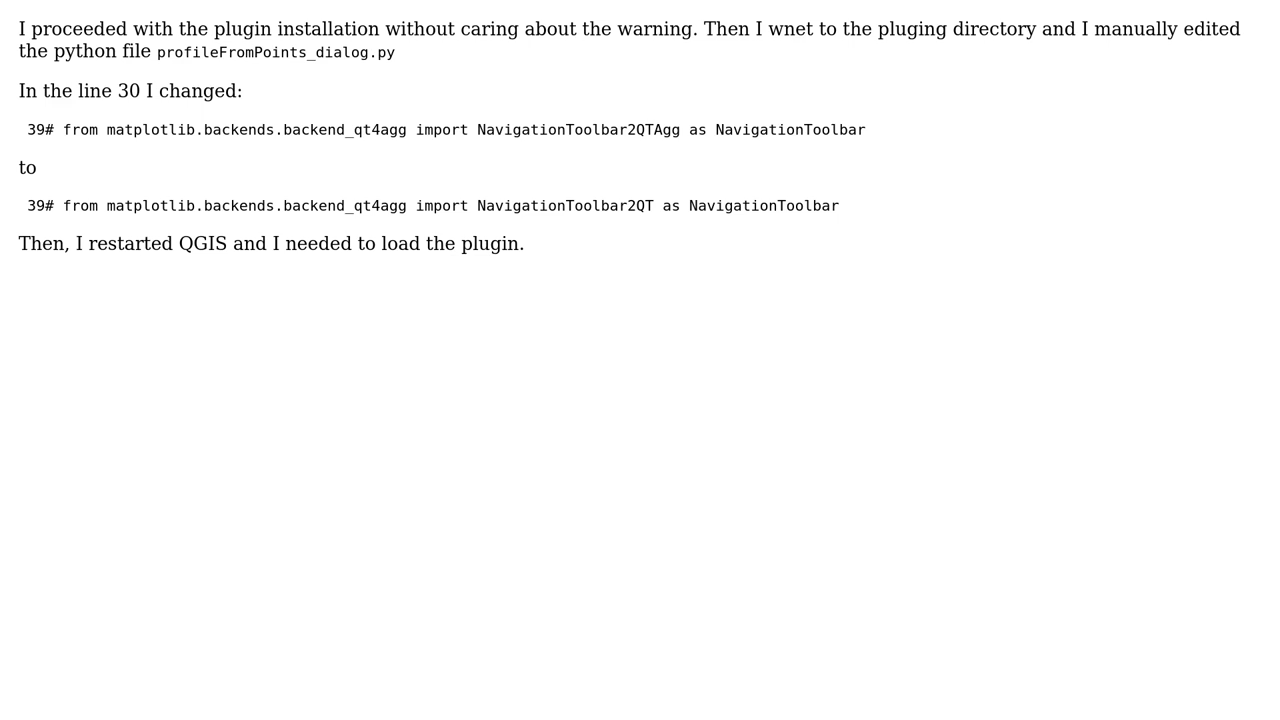 I proceeded with the plugin installation without caring about the warning. Then I wnet to the pluging directory and I manually edited
the python file profileFromPoints_dialog.py
In the line 30 I changed:
39# from matplotlib.backends.backend_qt4agg import NavigationToolbar2QTAgg as NavigationToolbar
to
39# from matplotlib.backends.backend_qt4agg import NavigationToolbar2QT as NavigationToolbar
Then, I restarted QGIS and I needed to load the plugin.